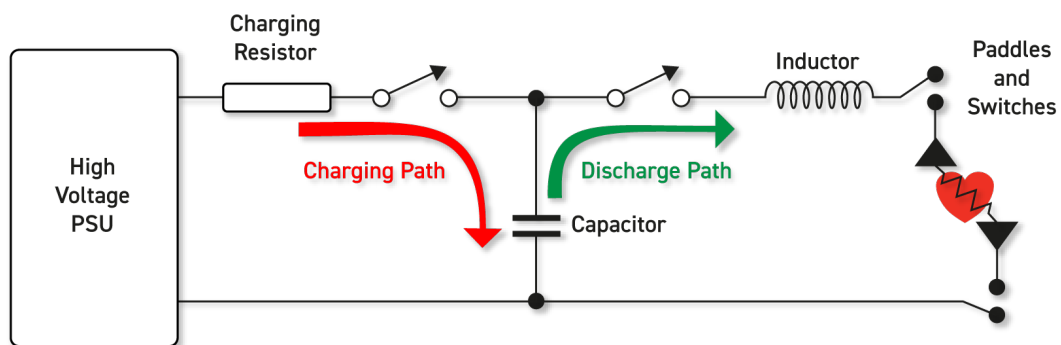 Charging
Resistor
Inductor
Paddles
and
Switches
High
Voltage
PSU
Charging Path
Discharge Path
Capacitor